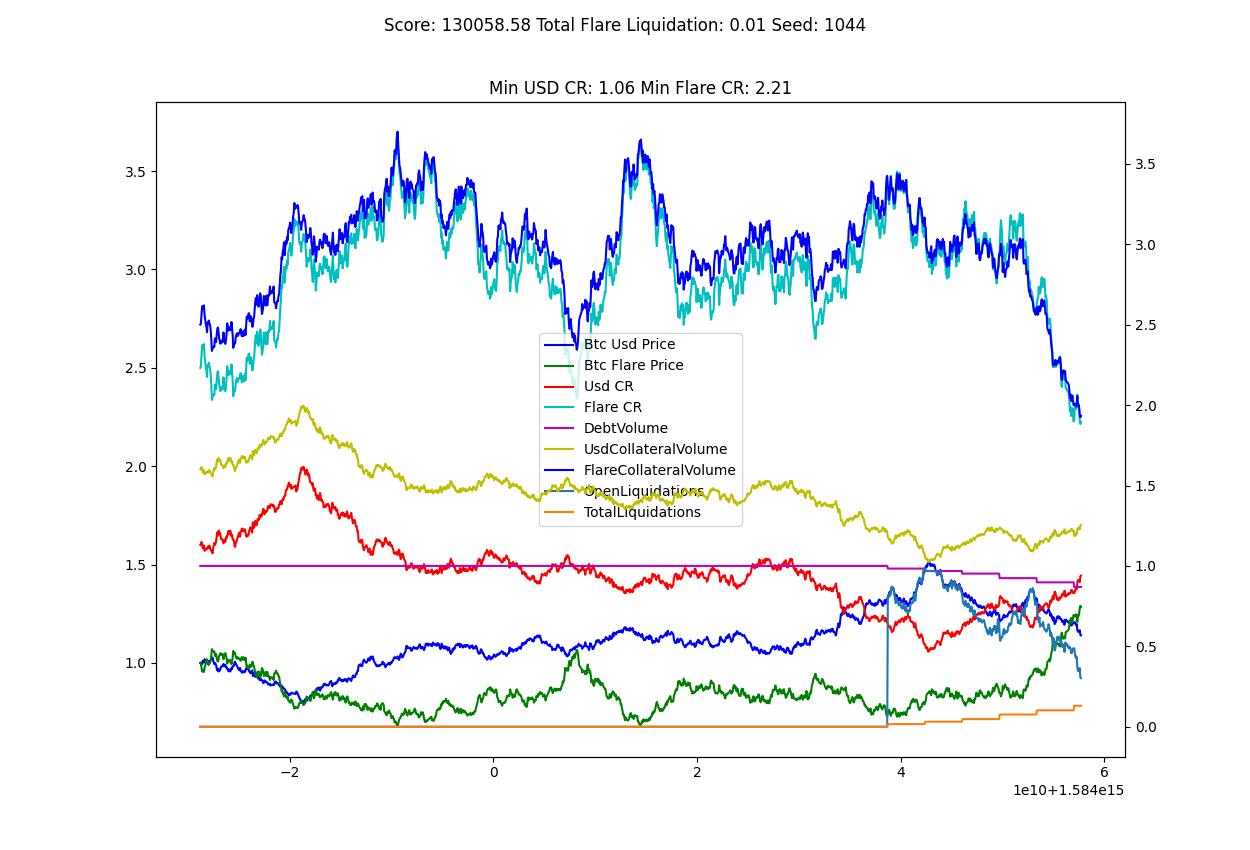 Score: 130058.58 Total Flare Liquidation: 0.01 Seed: 1044
Min USD CR: 1.06 Min Flare CR: 2.21
3.5
3.0
2.5
2.0
1.5
1.0
3.5
3.0
2.5
2.0
1.5
1.0
0.5
0.0
Btc Usd Price
Btc Flare Price
Usd CR
Flare CR
DebtVolume
UsdCollateralVolume
FlareCollateralVolume
OpenLiquidations
TotalLiquidations
−2 0 2 4 6
1e10+1.584e15